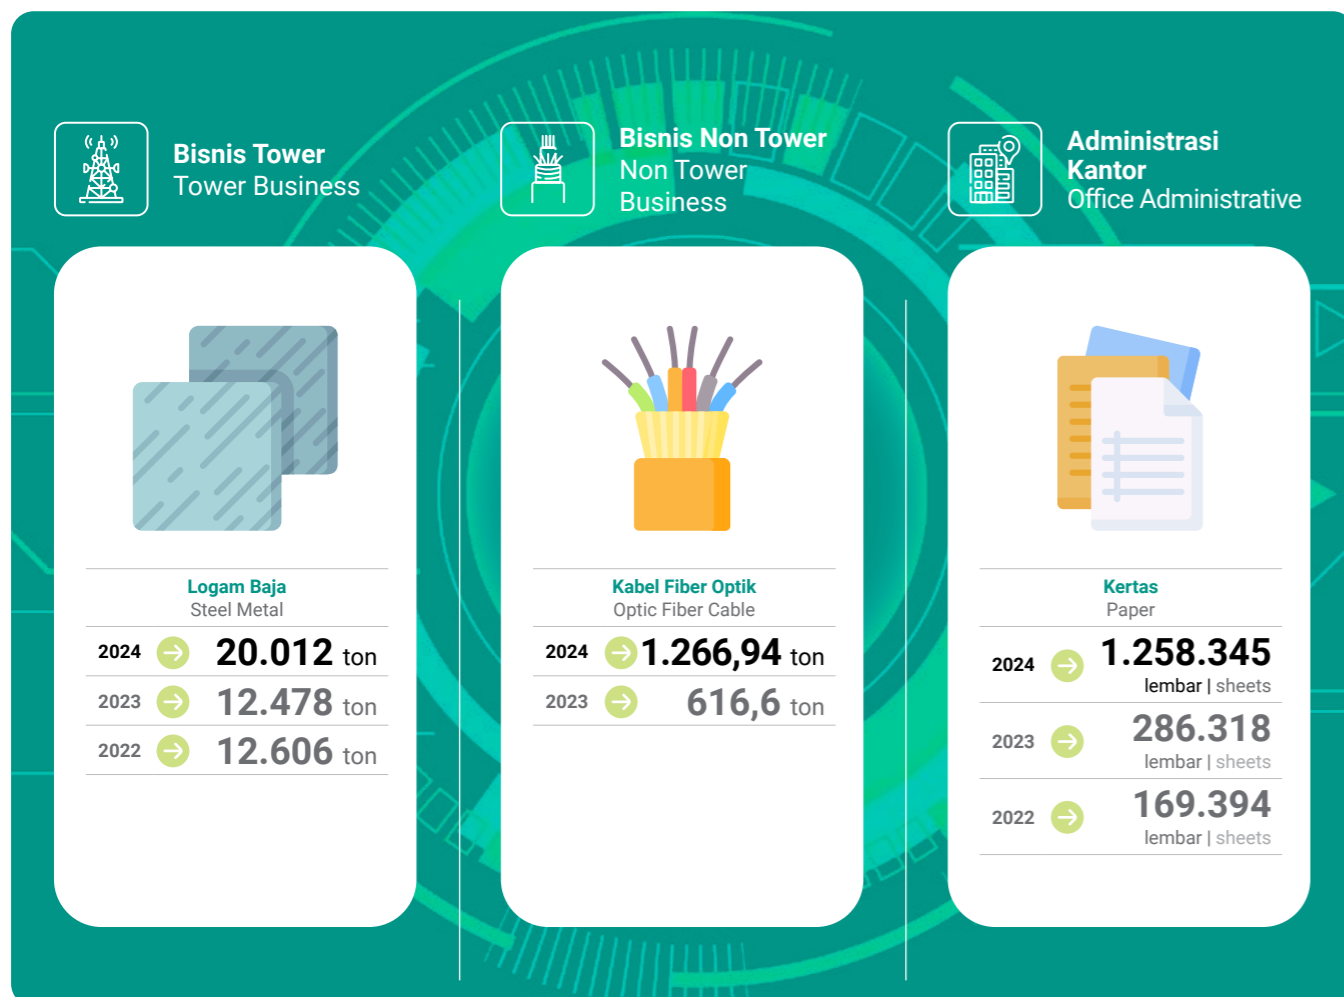 Bisnis Tower
Tower Business
Bisnis Non Tower
Non Tower
Business
Administrasi
Kantor
Office Administrative
Logam Baja
Steel Metal
2024 20.012 ton
2023 12.478 ton
2022 12.606 ton
Kabel Fiber Optik
Optic Fiber Cable
2024 1.266,94 ton
2023 616,6 ton
Kertas
Paper
2024 1.258.345
lembar | sheets
2023 286.318
lembar | sheets
2022 169.394
lembar | sheets